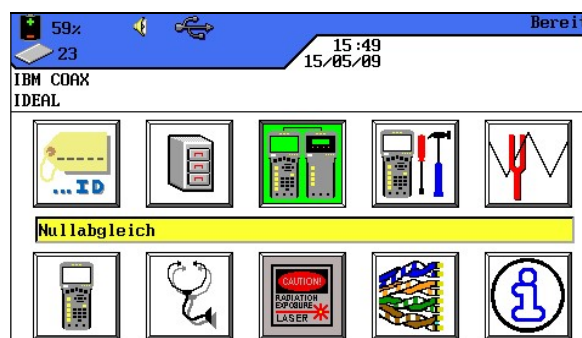 59%
Bereit
23
15:49
15/05/09
IBM COAX
IDEAL
...ID
Nullabgleich
CAUTION!
RADIATION
EXPOSURE
LASER
i